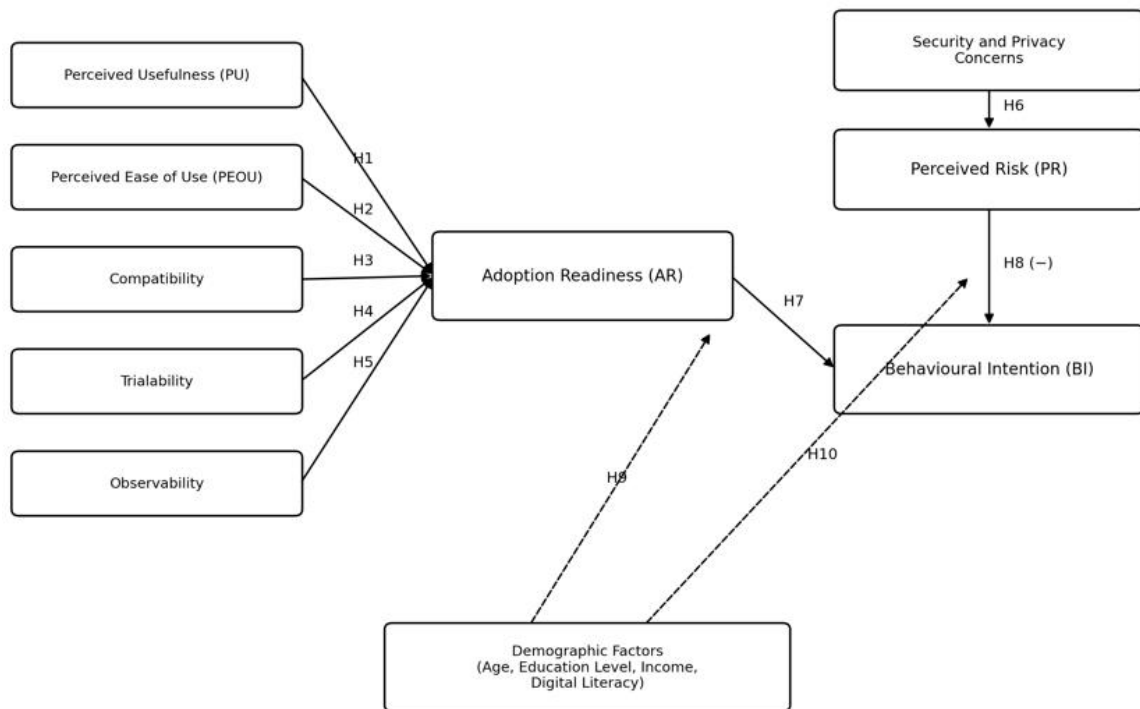 Perceived Usefulness (PU)
Perceived Ease of Use (PEOU)
Compatibility
Trialability
Observability
H1
H2
H3
H4
H5
Adoption Readiness (AR)
Security and Privacy
Concerns
H6
Perceived Risk (PR)
H8 (−)
H7
Behavioural Intention (BI)
H9
H10
Demographic Factors
(Age, Education Level, Income,
Digital Literacy)